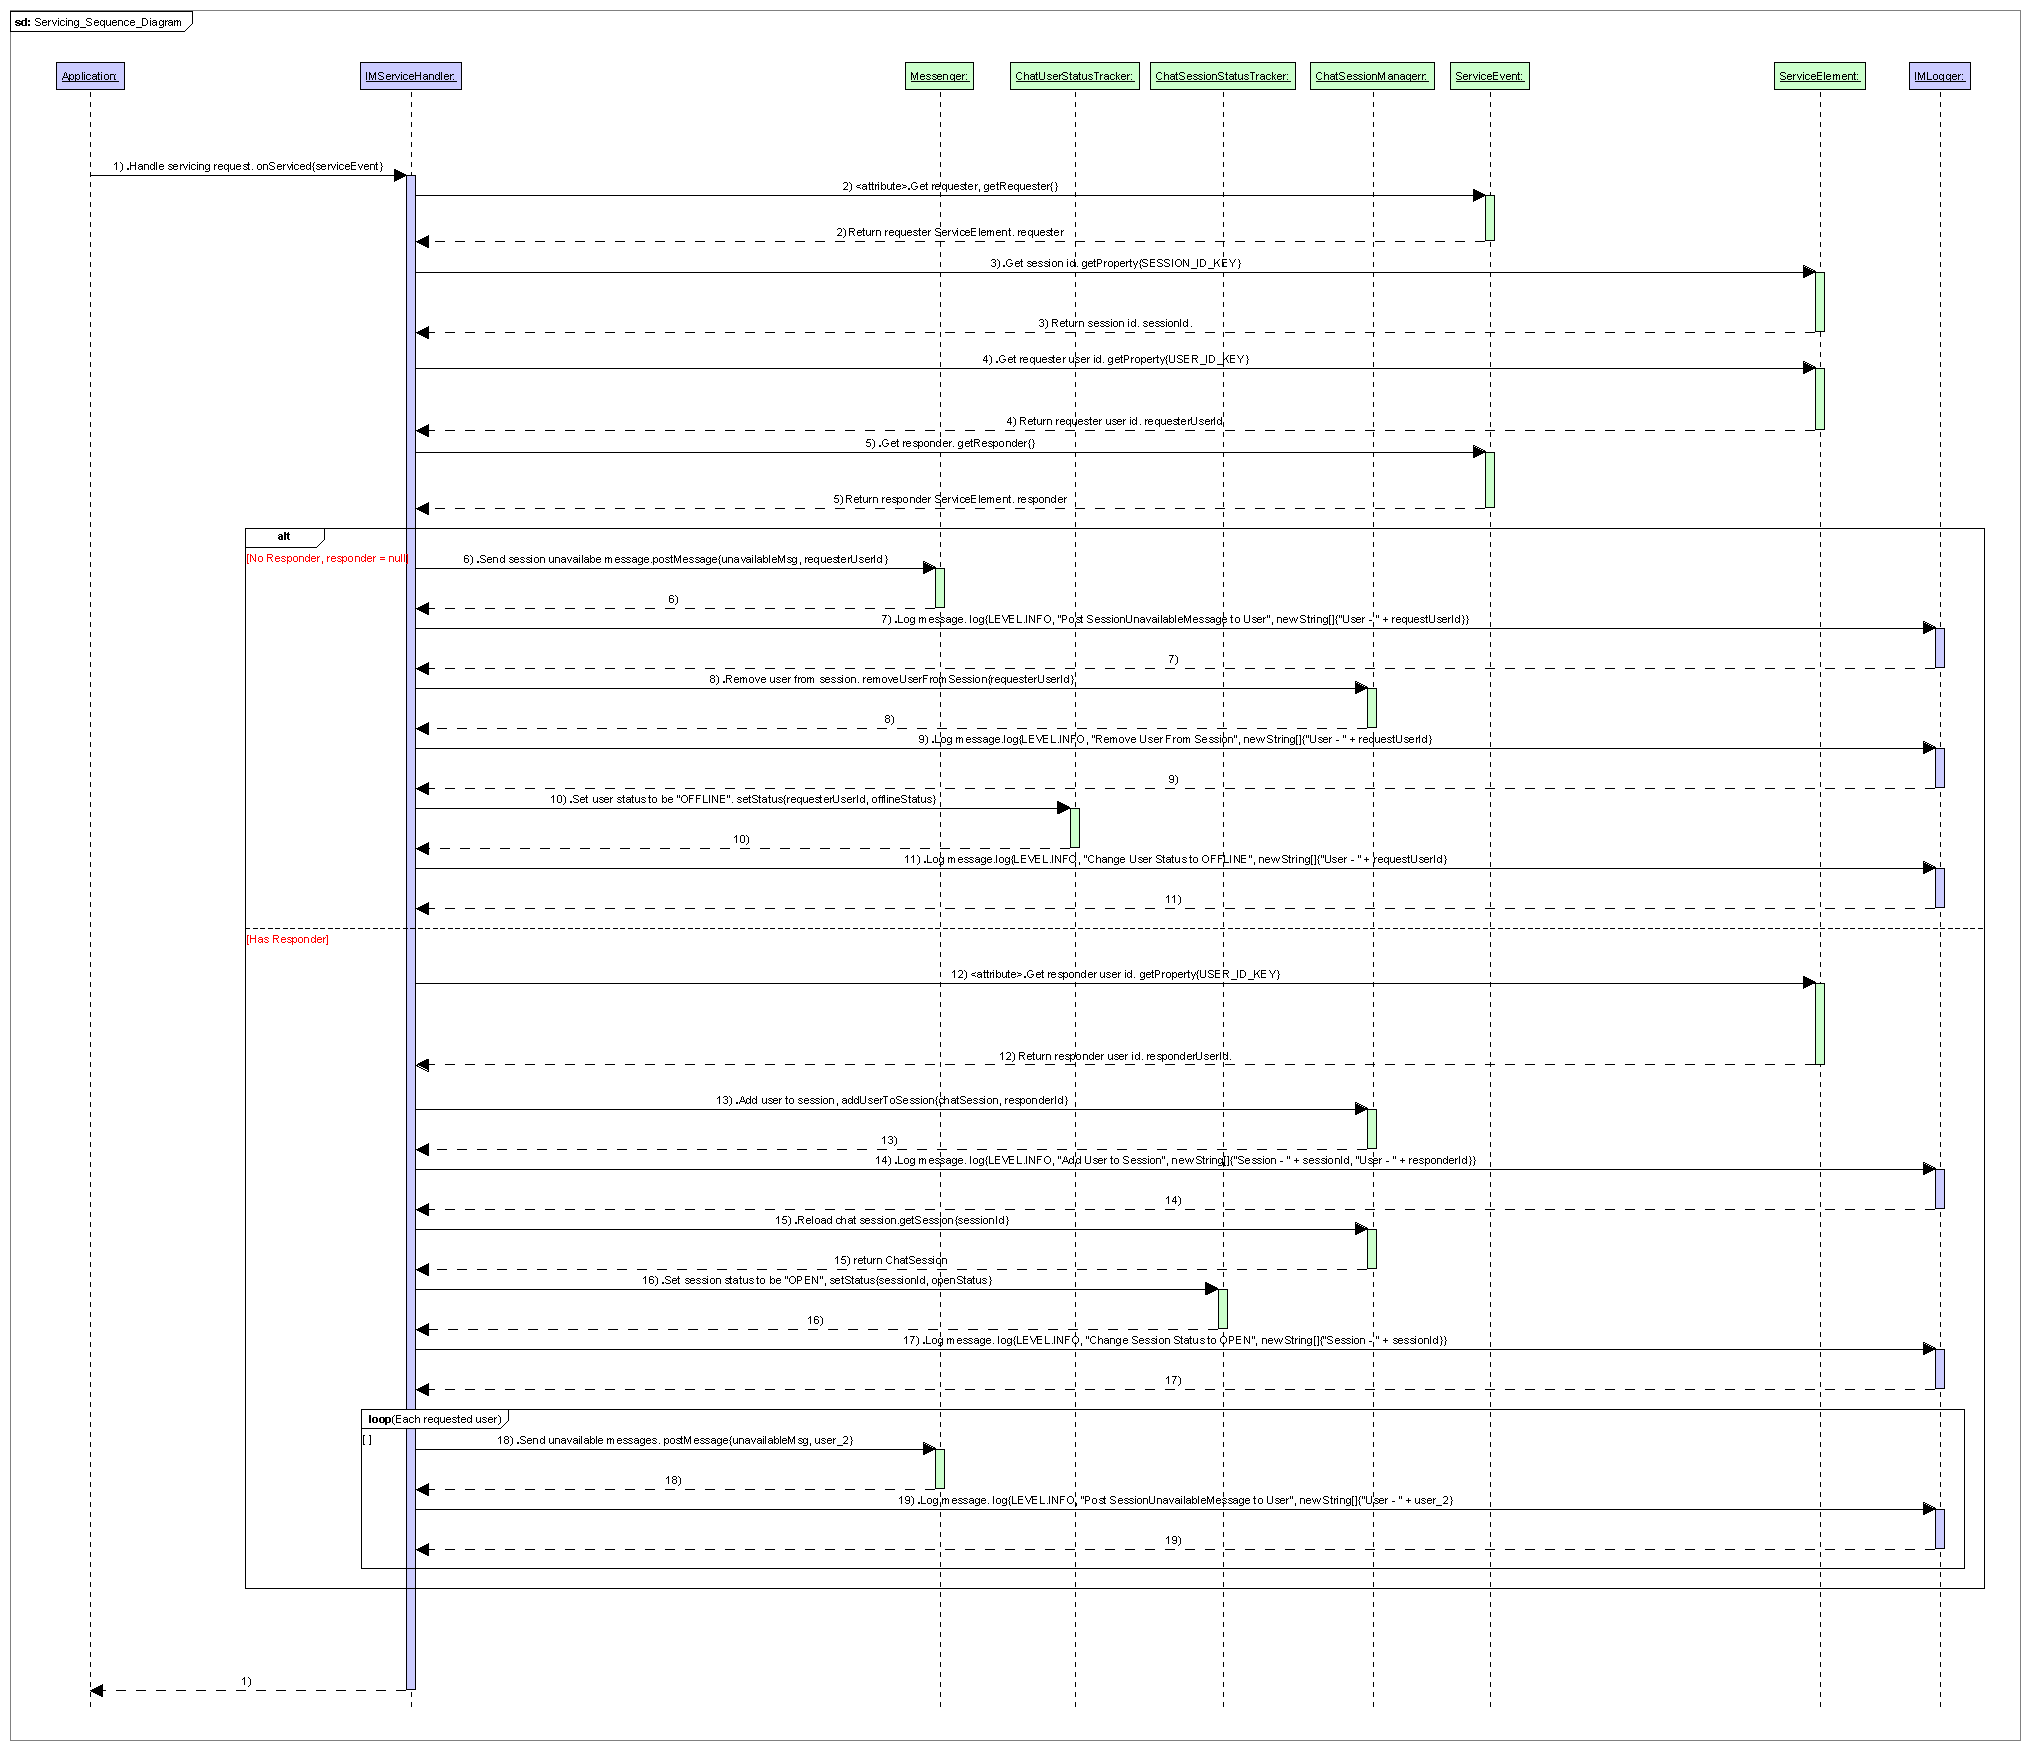 sd: Servicing_Sequence_Diagram
Application:
IMServiceHandler:
Messenger:
ChatUserStatusTracker:
ChatSessionStatusTracker:
ChatSessionManagerr:
ServiceEvent:
ServiceElement:
IMLogger:
1) .Handle servicing request. onServiced{serviceEvent}
2) <attribute>.Get requester, getRequester{}
2) Return requester ServiceElement. requester
3) .Get session id. getProperty{SESSION_ID_KEY}
3) Return session id. sessionId.
4) .Get requester user id. getProperty{USER_ID_KEY}
4) Return requester user id. requesterUserId
5) .Get responder. getResponder{}
5) Return responder ServiceElement. responder
alt
[No Responder, responder = null]
6) .Send session unavailabe message.postMessage{unavailableMsg, requesterUserId}
6)
7) .Log message. log{LEVEL.INFO, "Post SessionUnavailableMessage to User", new String[]{"User - " + requestUserId}}
7)
8) .Remove user from session. removeUserFromSession{requesterUserId}
8)
9) .Log message.log{LEVEL.INFO, "Remove User From Session", new String[]{"User - " + requestUserId}
9)
10) .Set user status to be "OFFLINE". setStatus{requesterUserId, offlineStatus}
10)
11) .Log message.log{LEVEL.INFO, "Change User Status to OFFLINE", new String[]{"User - " + requestUserId}
11)
[Has Responder]
12) <attribute>.Get responder user id. getProperty{USER_ID_KEY}
12) Return responder user id. responderUserId.
13) .Add user to session, addUserToSession{chatSession, responderId}
13)
14) .Log message. log{LEVEL.INFO, "Add User to Session", new String[]{"Session - " + sessionId, "User - " + responderId}}
14)
15) .Reload chat session.getSession{sessionId}
15) return ChatSession
16) .Set session status to be "OPEN", setStatus{sessionId, openStatus}
16)
17) .Log message. log{LEVEL.INFO, "Change Session Status to OPEN", new String[]{"Session - " + sessionId}}
17)
loop(Each requested user)
[ ]
18) .Send unavailable messages. postMessage{unavailableMsg, user_2}
18)
19) .Log message. log{LEVEL.INFO, "Post SessionUnavailableMessage to User", new String[]{"User - " + user_2}
19)
1)